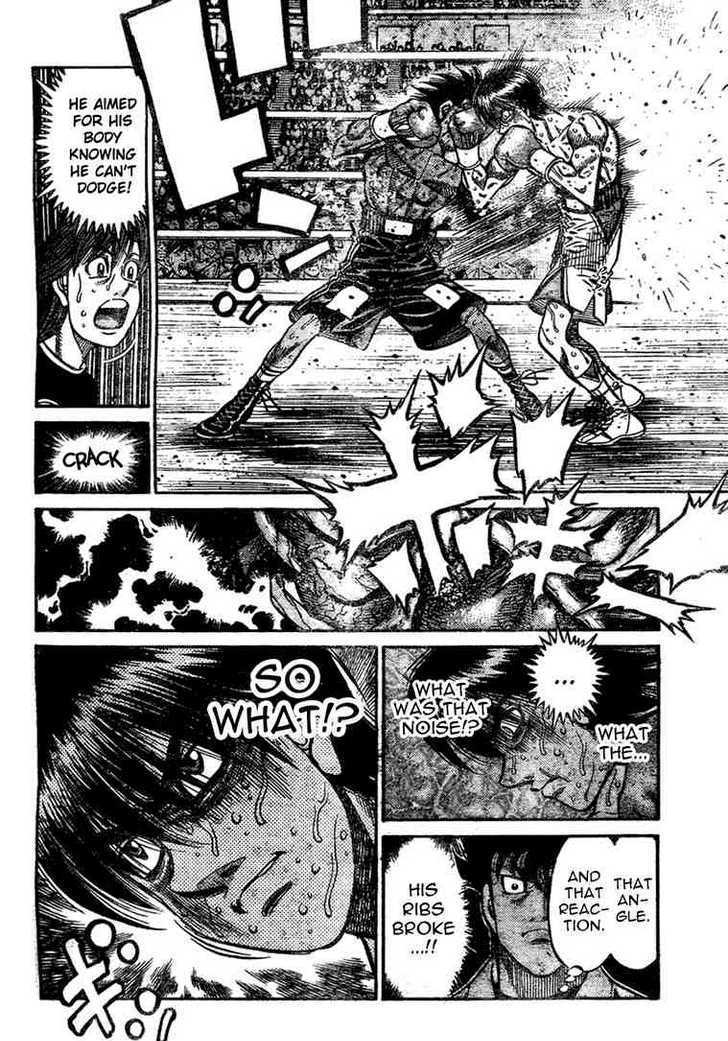 HE AIMED
FOR HIS
BODY
KNOWING
HE CAN'T
DODGE!
CRACK
WHAT
WAS THAT
NOISE!?
...
WHAT
THE...
SO
WHAT!?
THAT
AN-
GLE.
AND
THAT
REAC-
TION.
HIS
RIBS
BROKE
...!!